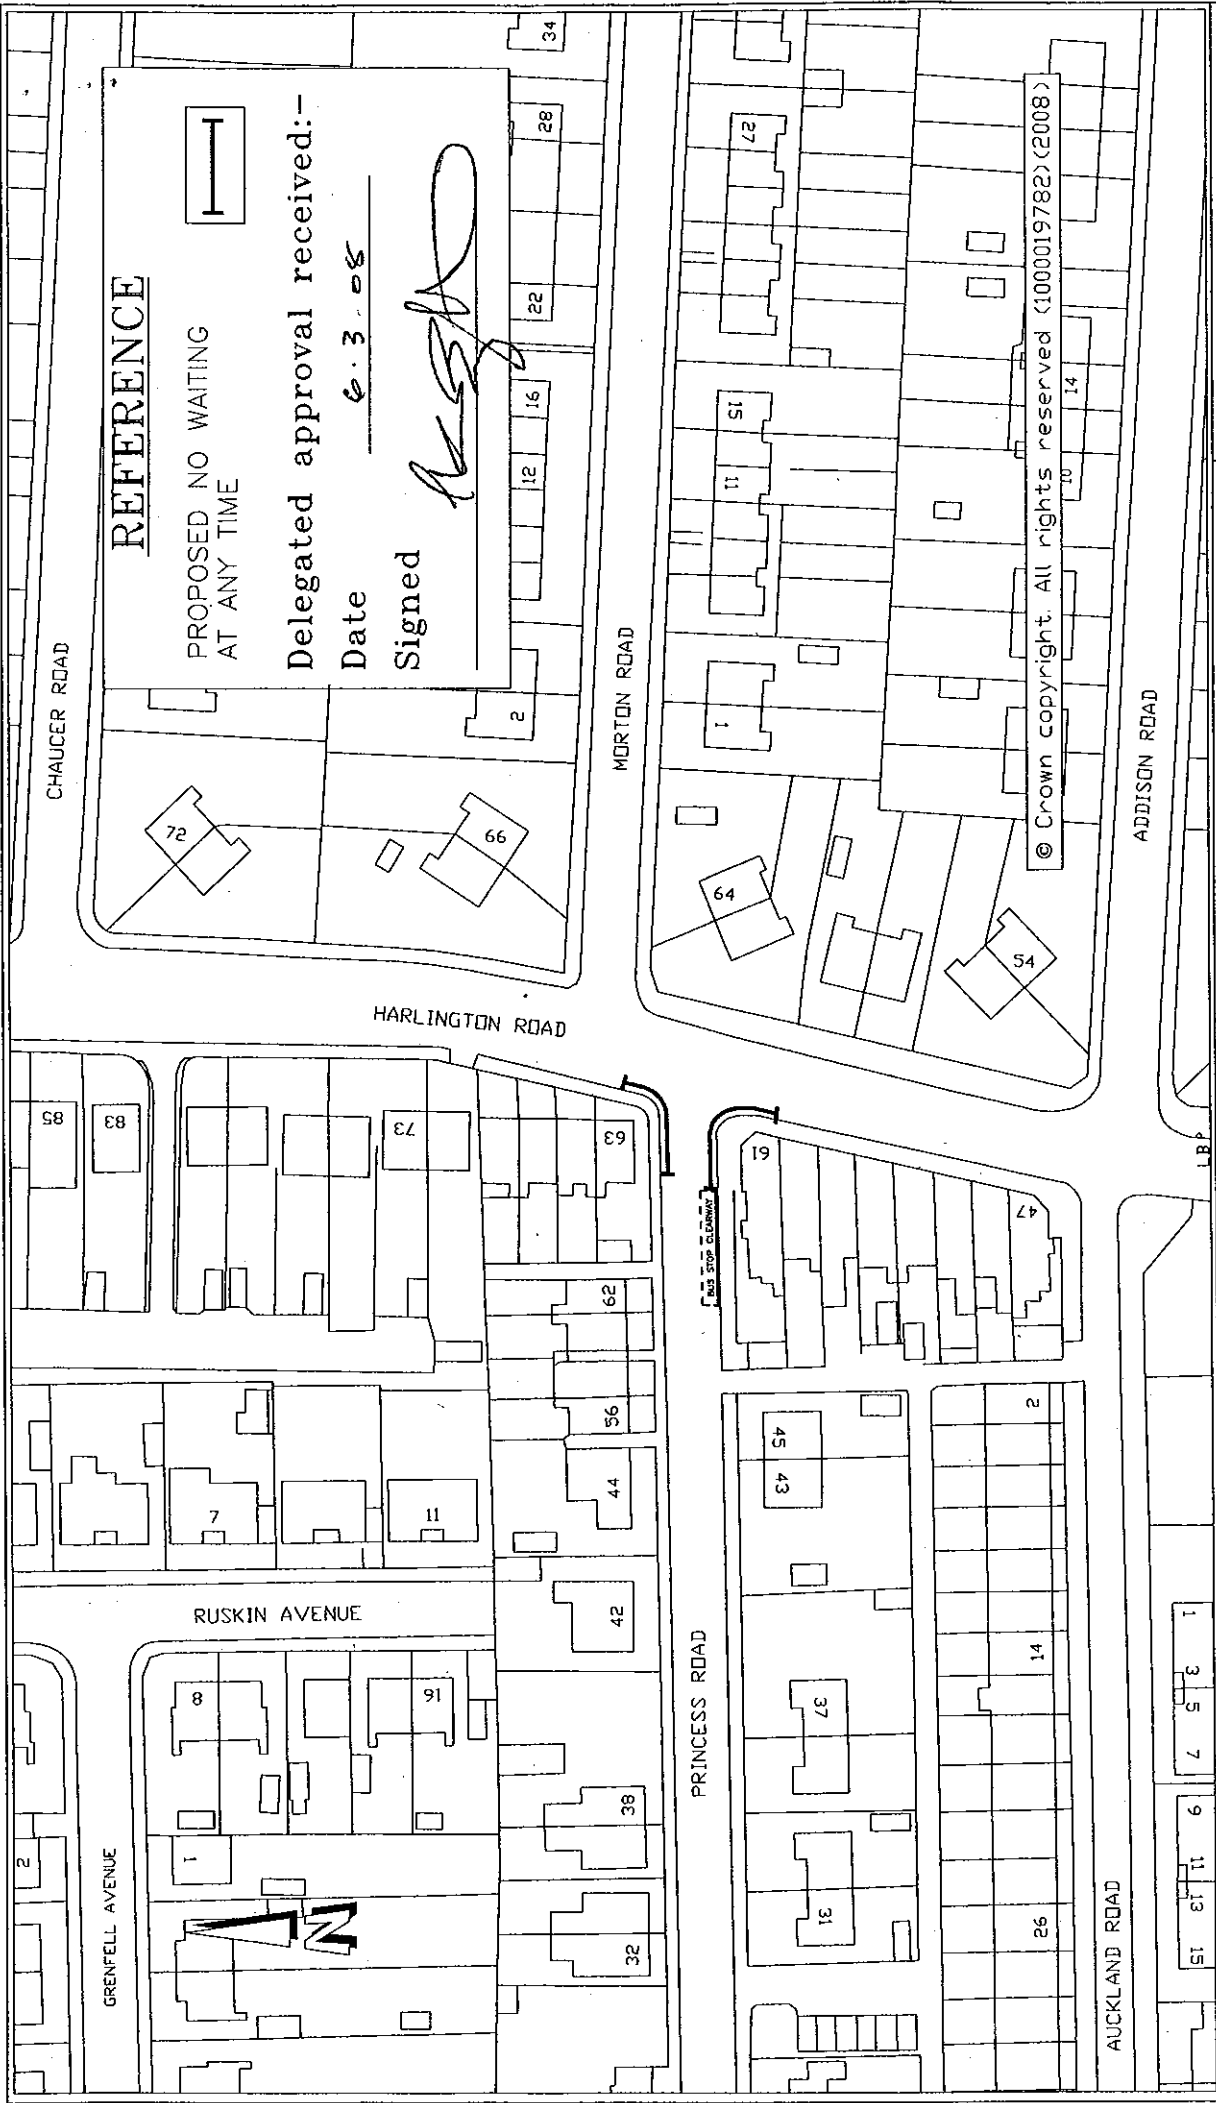 REFERENCE
PROPOSED NO WAITING
AT ANY TIME
Delegated approval received:-
Date 6.3.08
Signed
CHAUCER ROAD
MORTON ROAD
ADDISON ROAD
HARLINGTON ROAD
PRINCESS ROAD
RUSKIN AVENUE
GRENFELL AVENUE
AUCKLAND ROAD
BUS STOP CLEARWAY
LBP
N
© Crown copyright. All rights reserved (100019782)(2008)
34
28
22
16
12
2
72
66
27
15
11
1
64
54
14
10
85
83
73
63
61
47
62
56
44
42
38
32
45
43
37
31
2
14
26
7
11
8
16
1
2
1
3
5
7
9
11
13
15